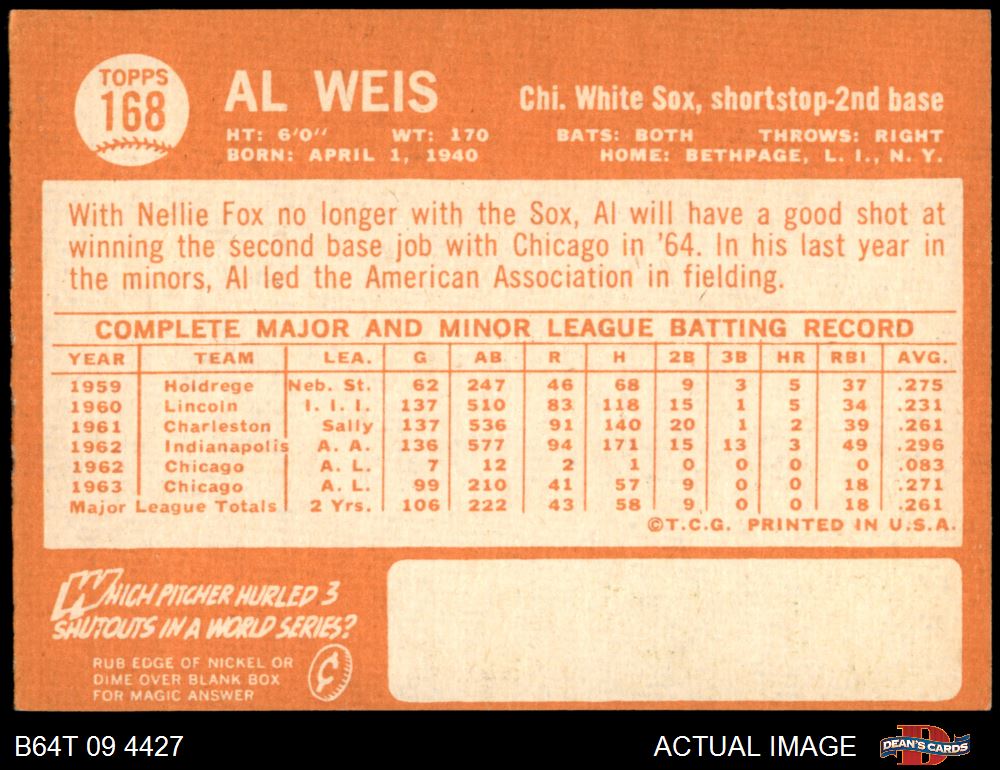 TOPPS
168
AL WEIS
Chi. White Sox, shortstop-2nd base
HT: 6'0" WT: 170 BATS: BOTH THROWS: RIGHT
BORN: APRIL 1, 1940 HOME: BETHPAGE, L. I., N. Y.
With Nellie Fox no longer with the Sox, Al will have a good shot at
winning the second base job with Chicago in '64. In his last year in
the minors, Al led the American Association in fielding.
COMPLETE MAJOR AND MINOR LEAGUE BATTING RECORD
YEAR TEAM LEA. G AB R H 2B 3B HR RBI AVG.
1959 Holdrege Neb. St. 62 247 46 68 9 3 5 37 .275
1960 Lincoln I. I. I. 137 510 83 118 15 1 5 34 .231
1961 Charleston Sally 137 536 91 140 20 1 2 39 .261
1962 Indianapolis A. A. 136 577 94 171 15 13 3 49 .296
1962 Chicago A. L. 7 12 2 1 0 0 0 0 .083
1963 Chicago A. L. 99 210 41 57 9 0 0 18 .271
Major League Totals 2 Yrs. 106 222 43 58 9 0 0 18 .261
©T.C.G. PRINTED IN U.S.A.
WHICH PITCHER HURLED 3
SHUTOUTS IN A WORLD SERIES?
RUB EDGE OF NICKEL OR
DIME OVER BLANK BOX
FOR MAGIC ANSWER
¢
B64T 09 4427
ACTUAL IMAGE
DEAN'S CARDS